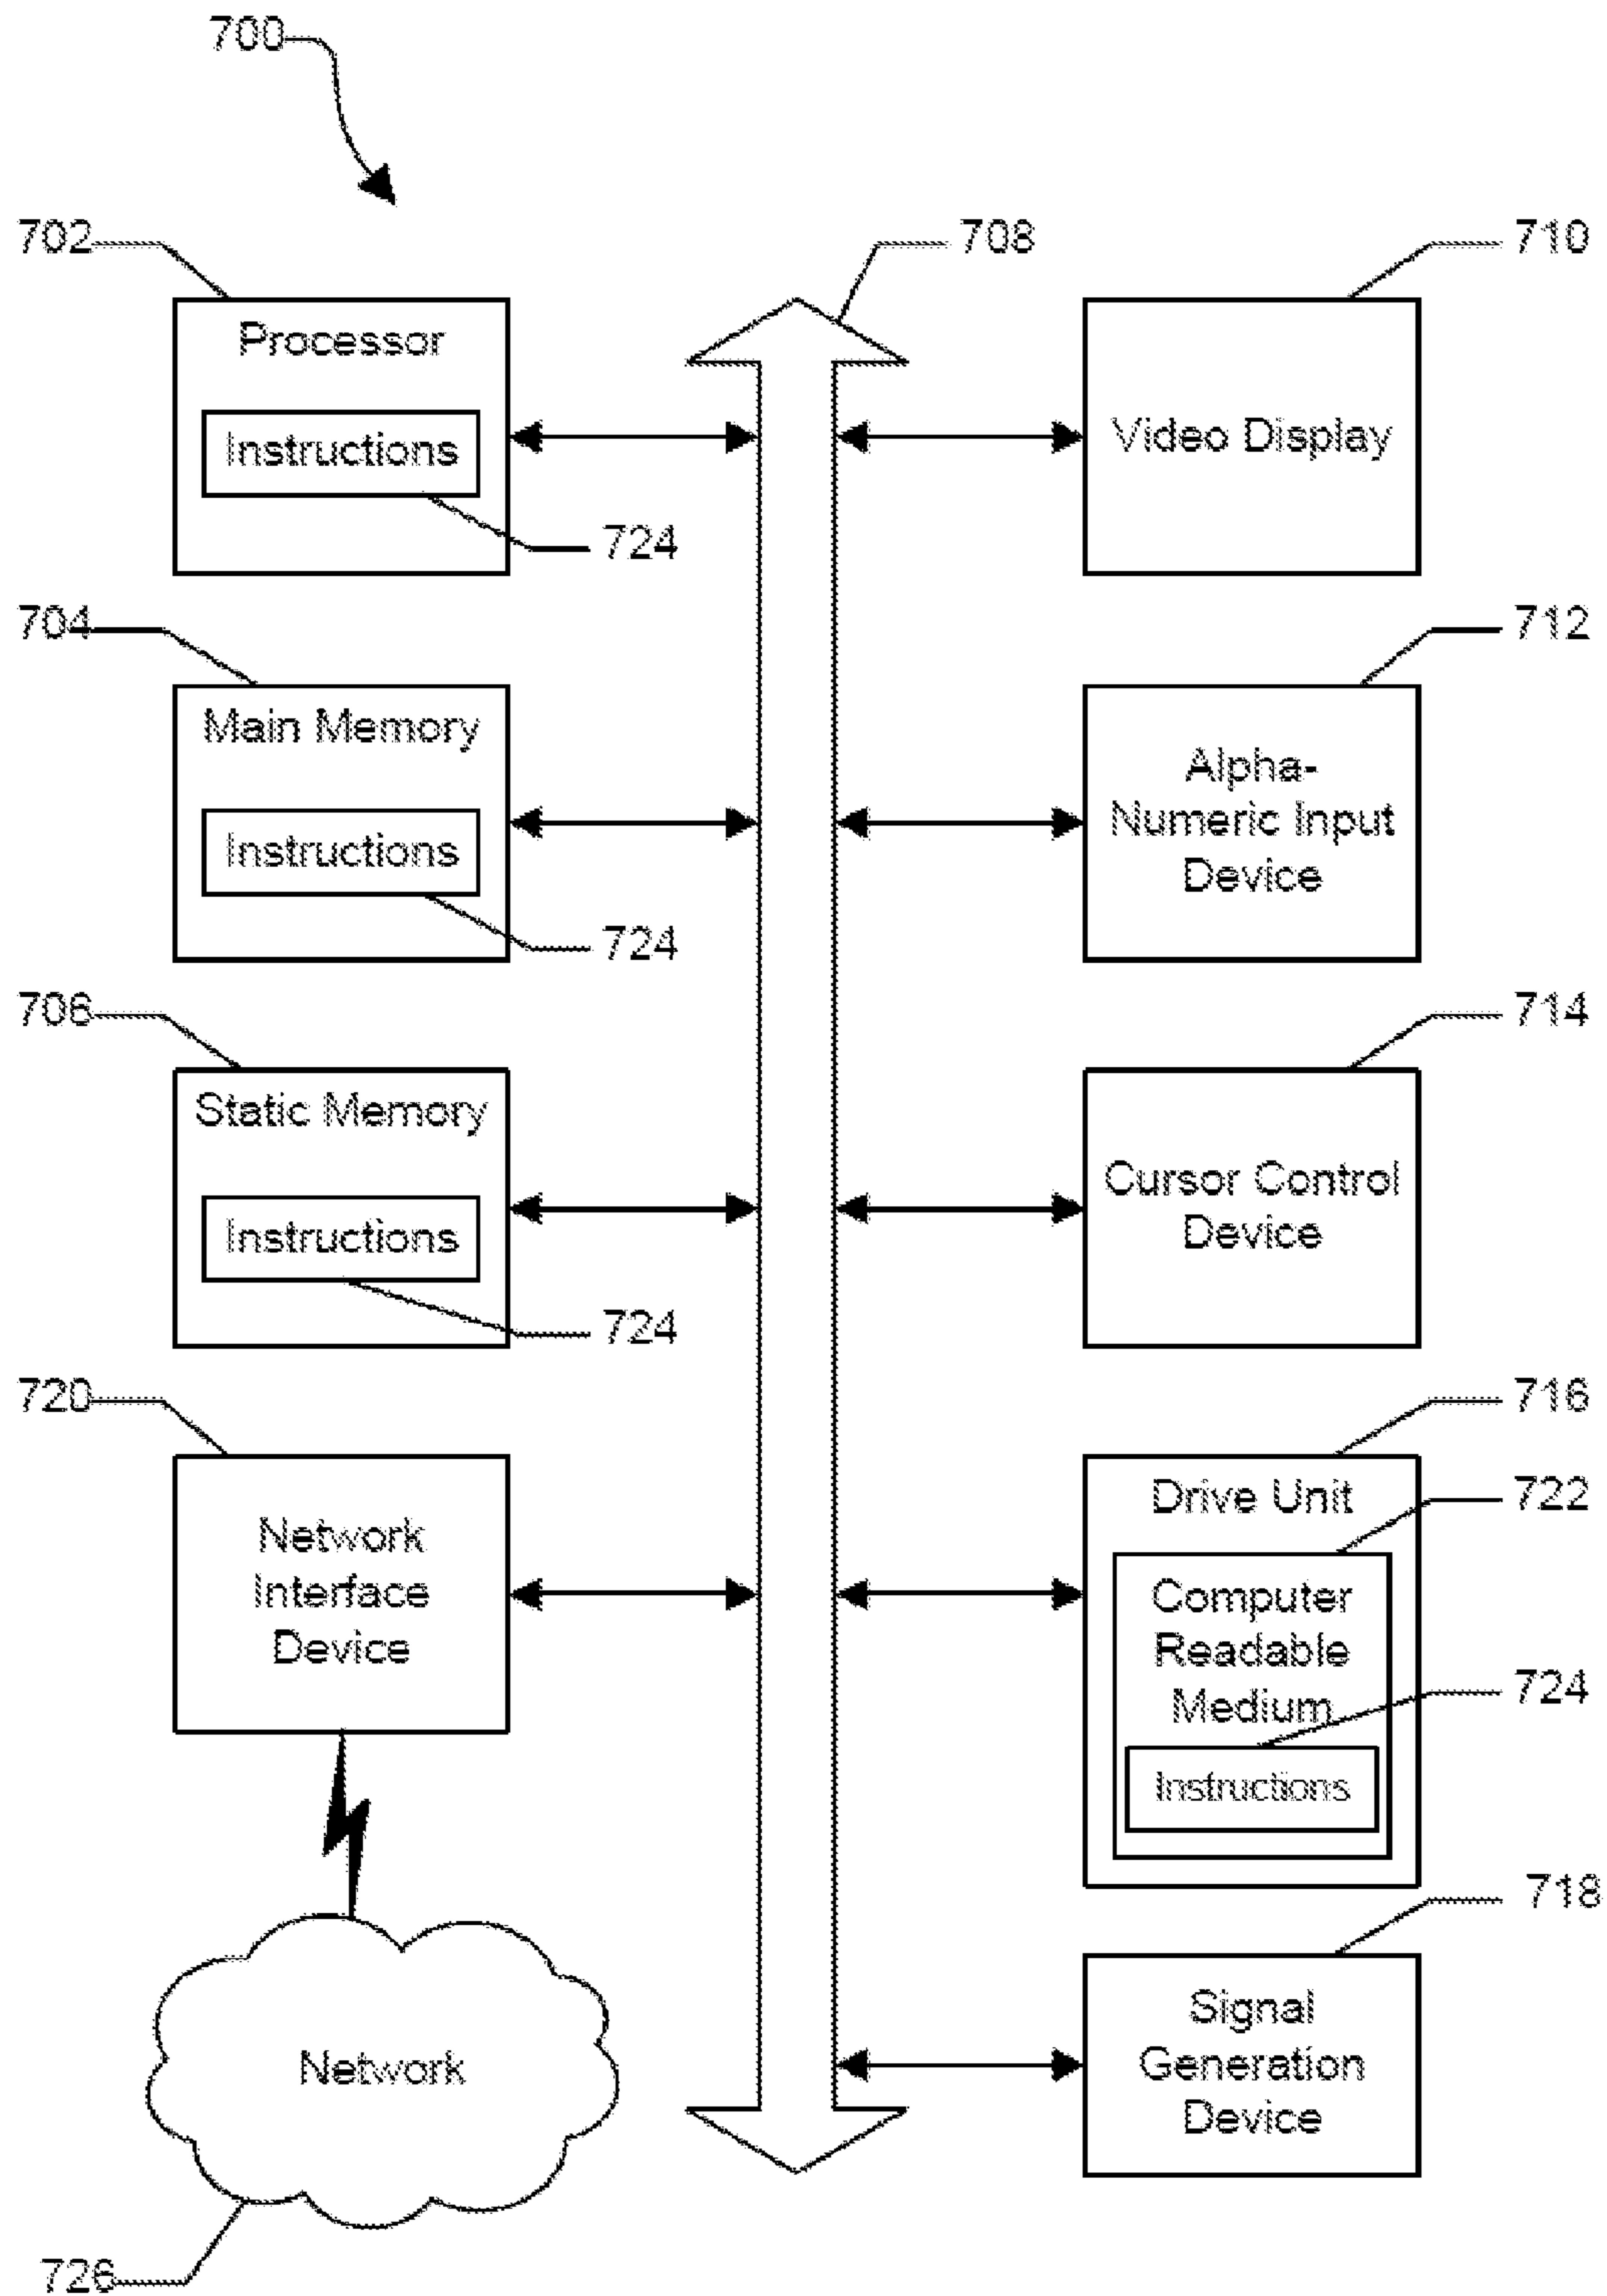 700
702
708
710
Processor
Instructions
724
Video Display
704
712
Main Memory
Instructions
724
Alpha-
Numeric Input
Device
706
714
Static Memory
Instructions
724
Cursor Control
Device
720
716
Network
Interface
Device
Drive Unit
722
Computer
Readable
Medium
724
Instructions
718
Signal
Generation
Device
Network
726